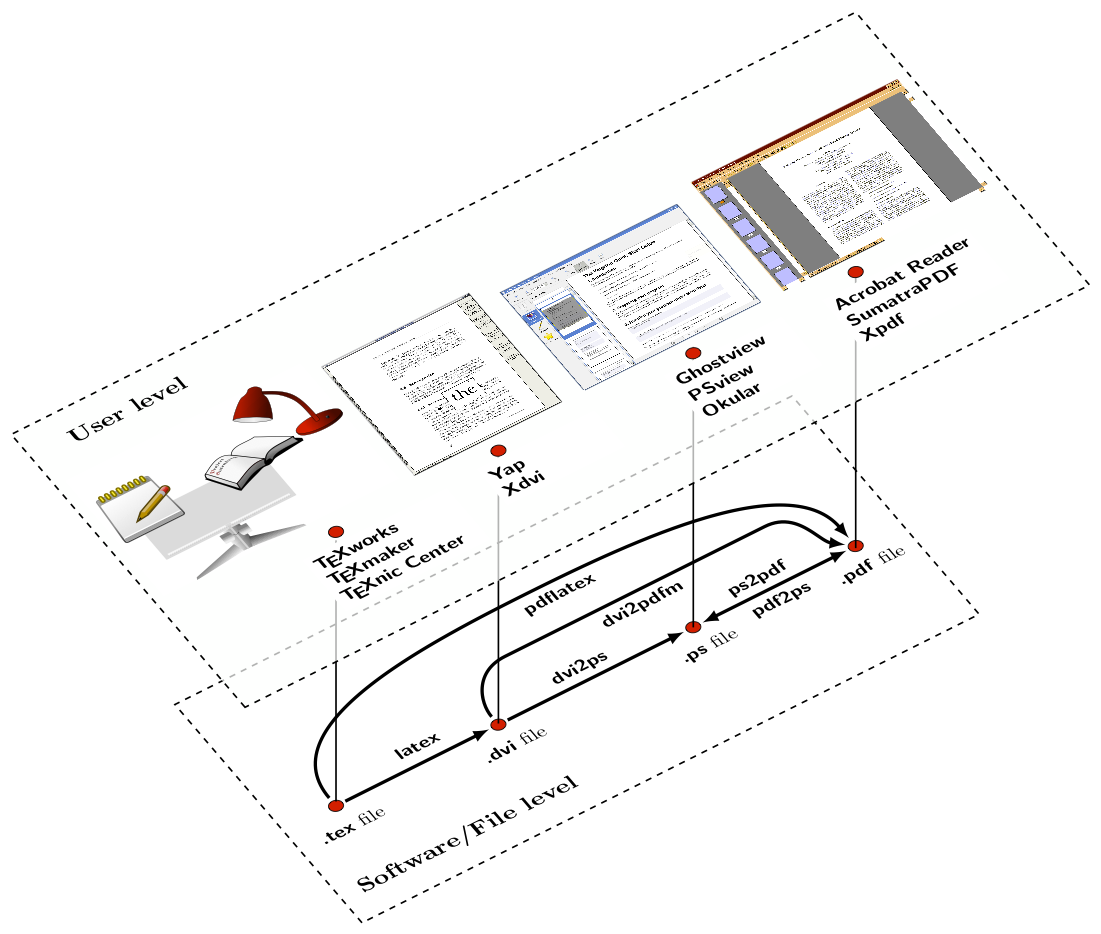 User level
Acrobat Reader
SumatraPDF
Xpdf
Ghostview
PSview
Okular
the
Yap
Xdvi
TEXworks
TEXmaker
TEXnic Center
pdflatex
dvi2pdfm
ps2pdf
pdf2ps
.pdf file
dvi2ps
.ps file
latex
.dvi file
.tex file
Software/File level